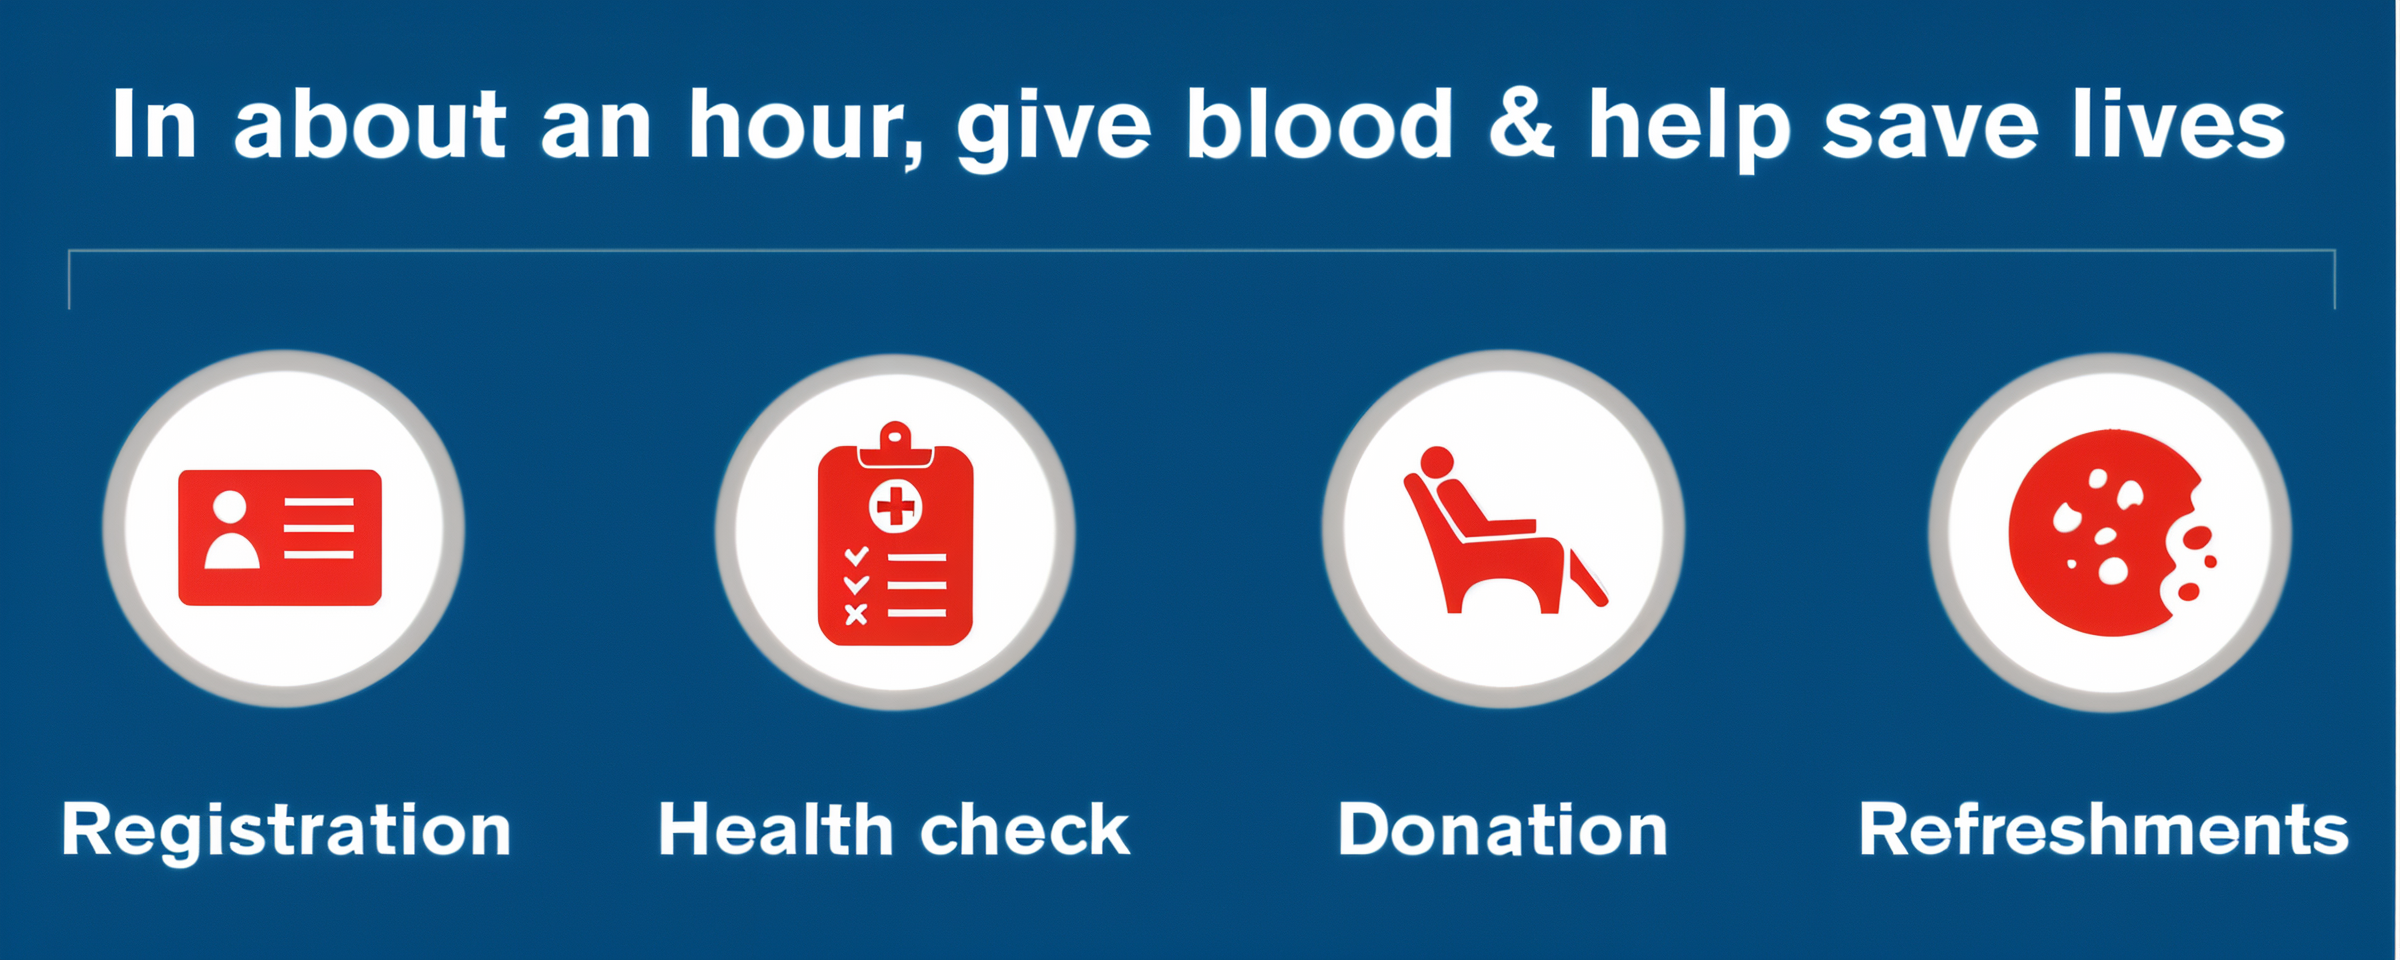 In about an hour, give blood & help save lives
Registration
Health check
Donation
Refreshments